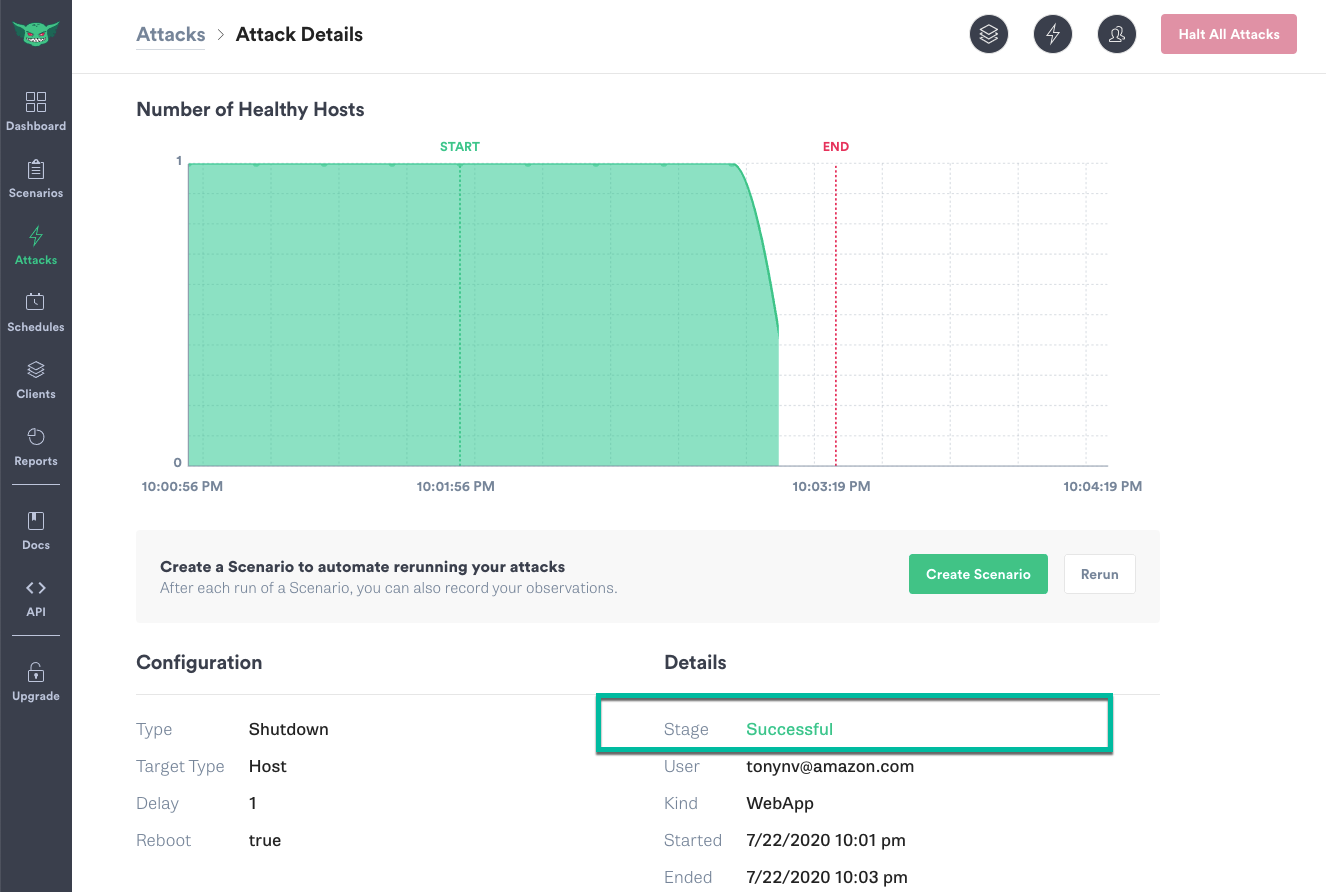 Attacks > Attack Details
Halt All Attacks
Dashboard
Scenarios
Attacks
Schedules
Clients
Reports
Docs
API
Upgrade
Number of Healthy Hosts
START
END
1
0
10:00:56 PM
10:01:56 PM
10:03:19 PM
10:04:19 PM
Create a Scenario to automate rerunning your attacks
After each run of a Scenario, you can also record your observations.
Create Scenario
Rerun
Configuration
Type Shutdown
Target Type Host
Delay 1
Reboot true
Details
Stage Successful
User tonynv@amazon.com
Kind WebApp
Started 7/22/2020 10:01 pm
Ended 7/22/2020 10:03 pm